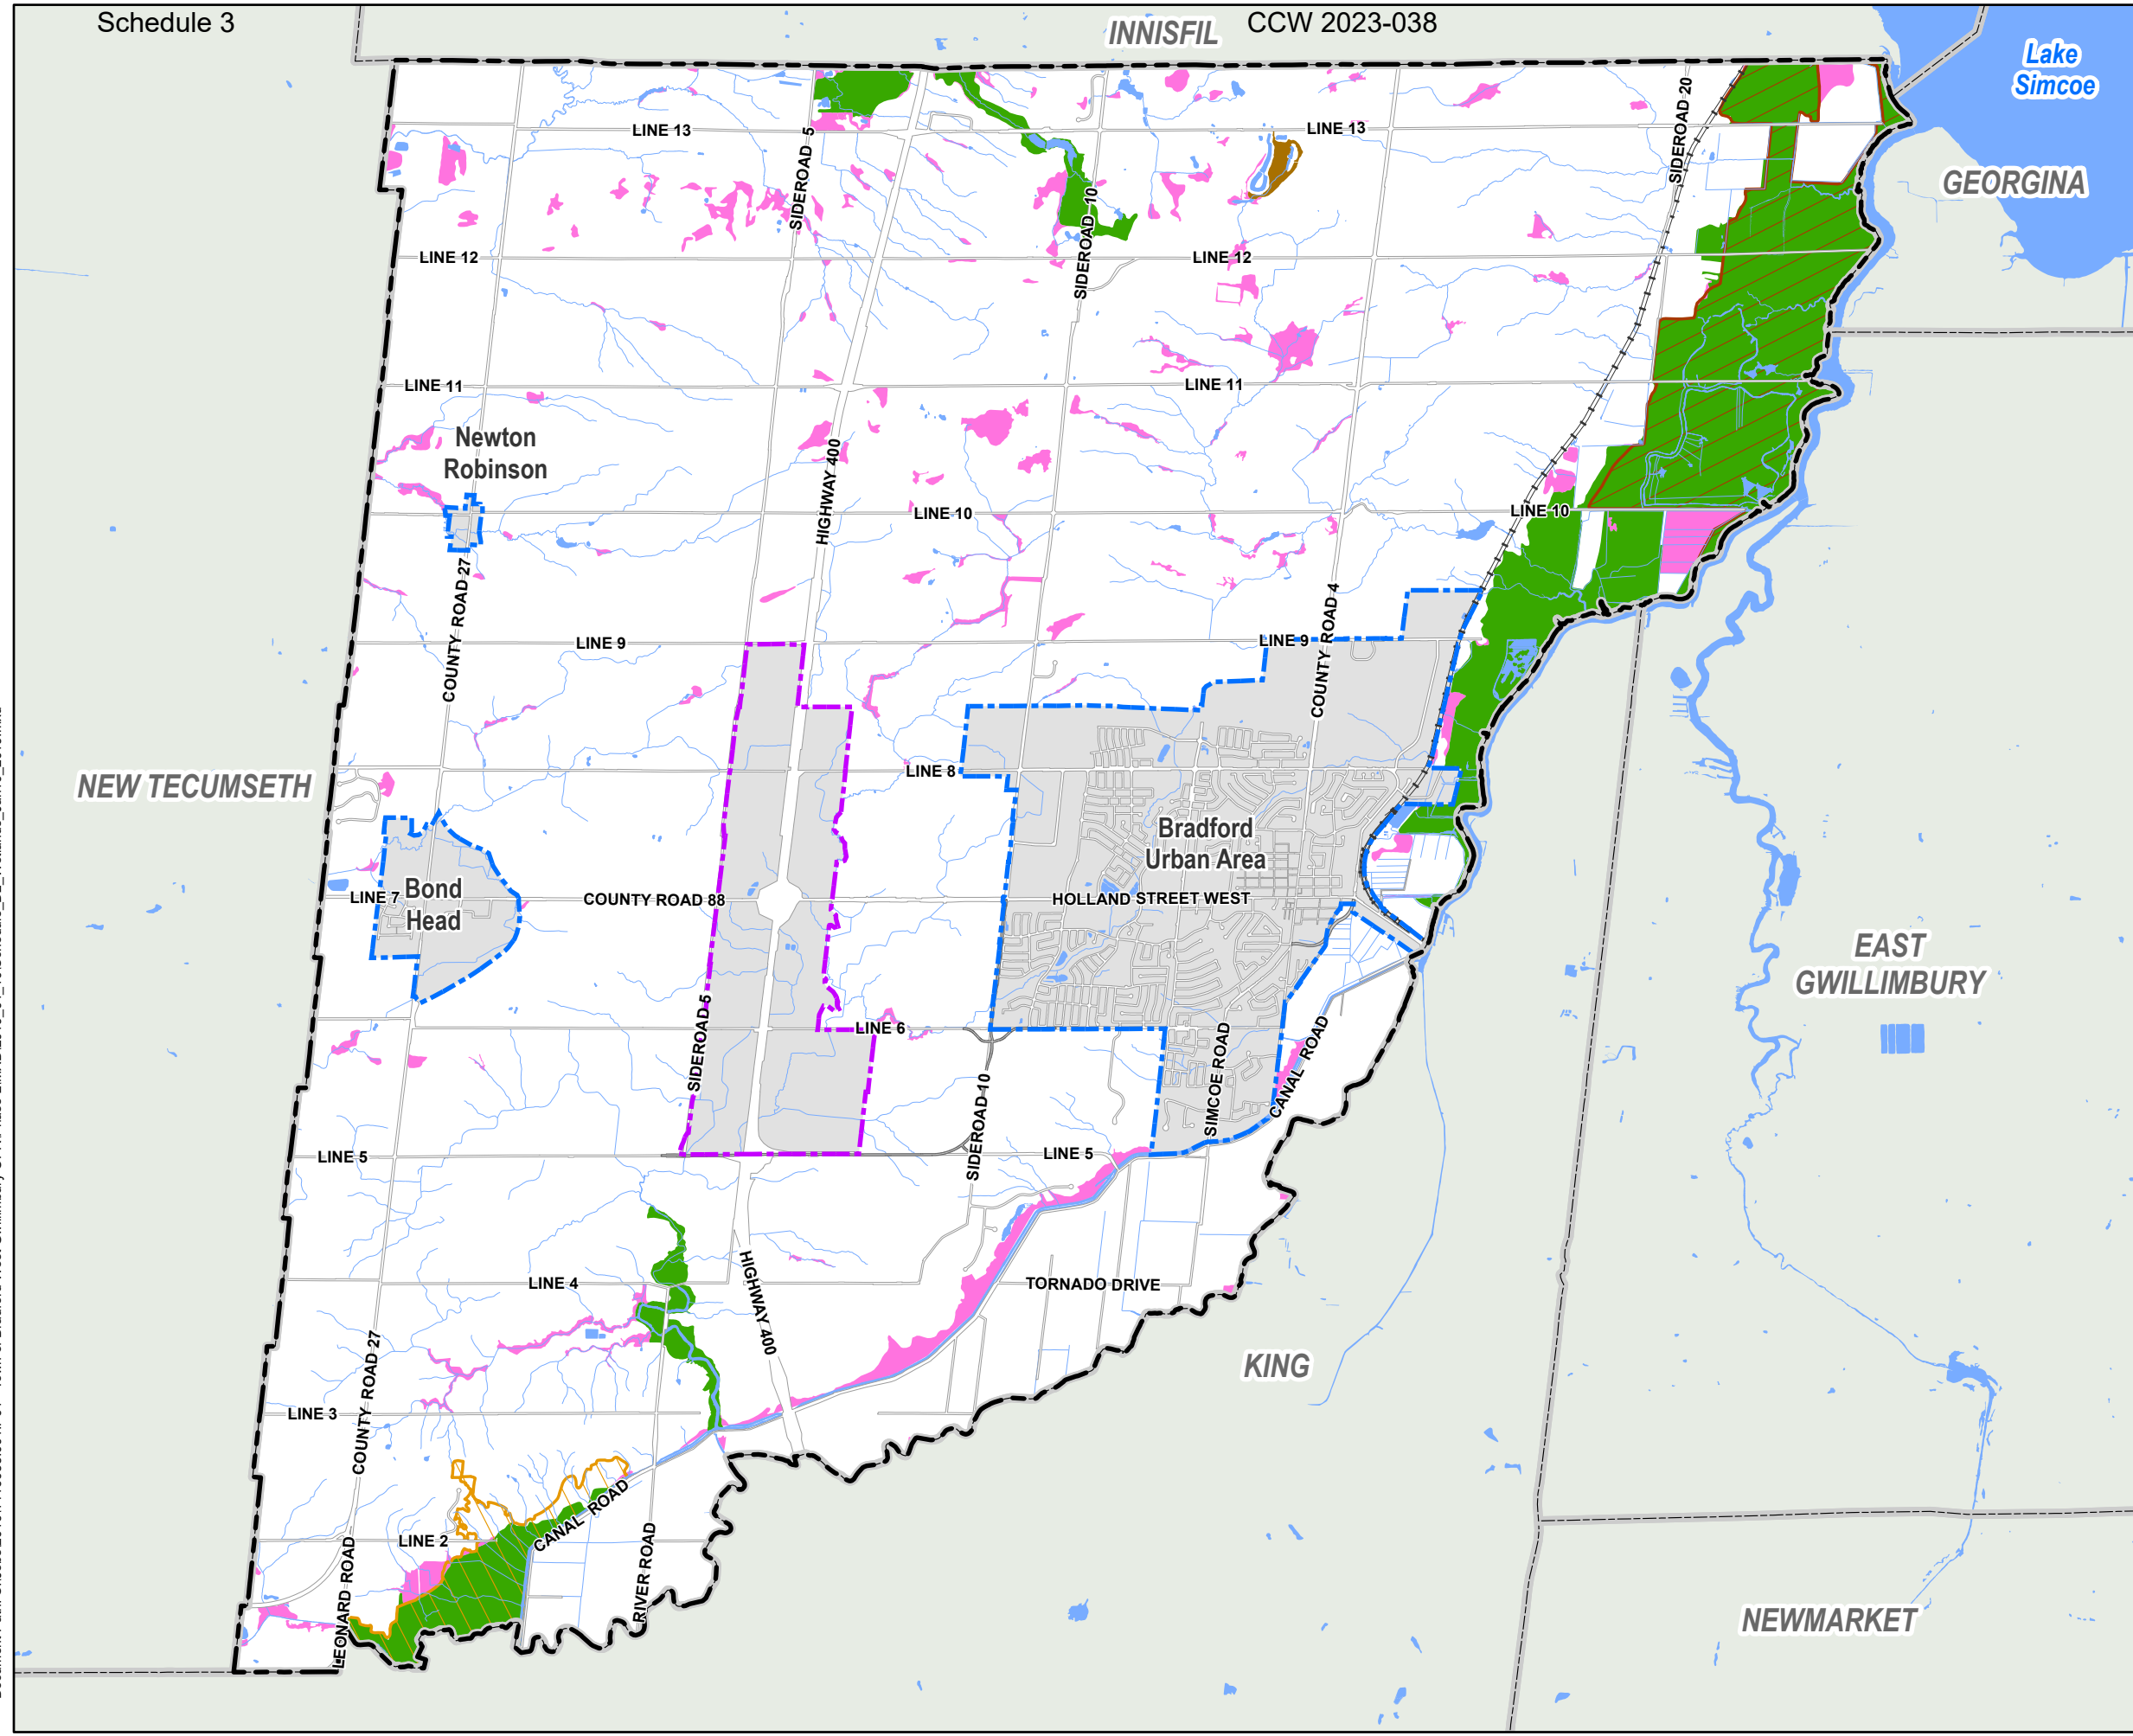 Schedule 3
INNISFIL
CCW 2023-038
Lake
Simcoe
LINE 13
SIDEROAD 5
LINE 13
SIDEROAD 20
GEORGINA
SIDEROAD 10
LINE 12
LINE 12
LINE 11
LINE 11
Newton
Robinson
HIGHWAY 400
LINE 10
LINE 10
COUNTY ROAD 27
LINE 9
LINE 9
COUNTY ROAD 4
NEW TECUMSETH
LINE 8
Bradford
Urban Area
LINE 7
Bond
Head
COUNTY ROAD 88
HOLLAND STREET WEST
EAST
GWILLIMBURY
SIDEROAD 5
LINE 6
SIMCOE ROAD
CANAL ROAD
SIDEROAD 10
LINE 5
LINE 5
LINE 4
HIGHWAY 400
TORNADO DRIVE
KING
COUNTY ROAD 27
LINE 3
CANAL ROAD
LINE 2
LEONARD ROAD
RIVER ROAD
NEWMARKET